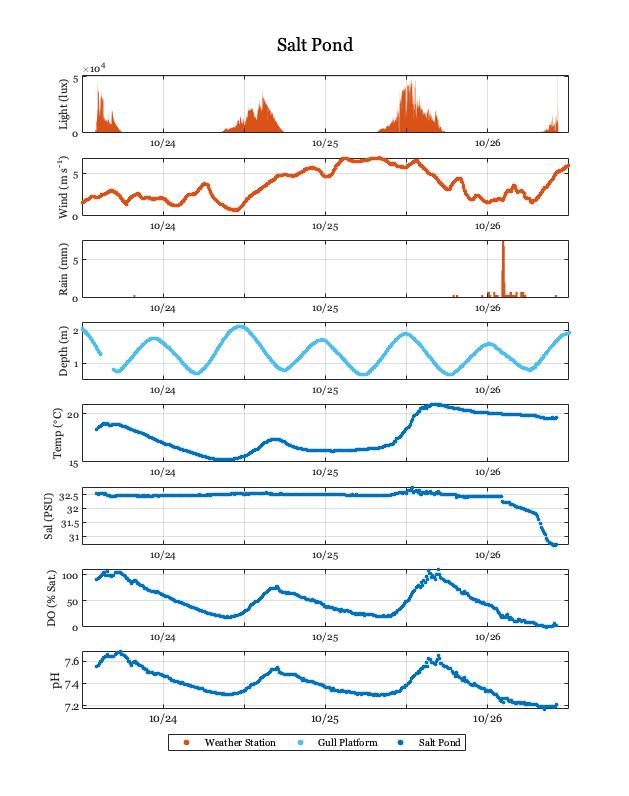 Salt Pond
×10⁴
Light (lux)
5
0
10/24 10/25 10/26
Wind (m s⁻¹)
5
0
10/24 10/25 10/26
Rain (mm)
5
0
10/24 10/25 10/26
Depth (m)
2
1
10/24 10/25 10/26
Temp (°C)
20
15
10/24 10/25 10/26
Sal (PSU)
32.5
32
31.5
31
10/24 10/25 10/26
DO (% Sat.)
100
50
0
10/24 10/25 10/26
pH
7.6
7.4
7.2
10/24 10/25 10/26
Weather Station Gull Platform Salt Pond